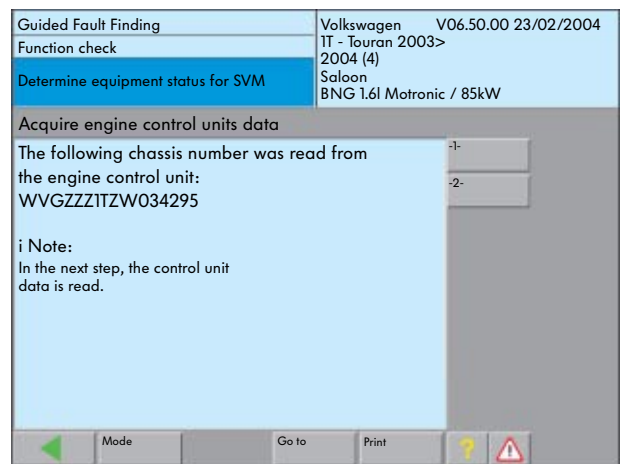 Guided Fault Finding
Function check
Determine equipment status for SVM
Volkswagen V06.50.00 23/02/2004
1T - Touran 2003>
2004 (4)
Saloon
BNG 1.6l Motronic / 85kW
Acquire engine control units data
The following chassis number was read from
the engine control unit:
WVGZZZ1TZW034295
i Note:
In the next step, the control unit
data is read.
-1-
-2-
Mode
Go to
Print
?
!